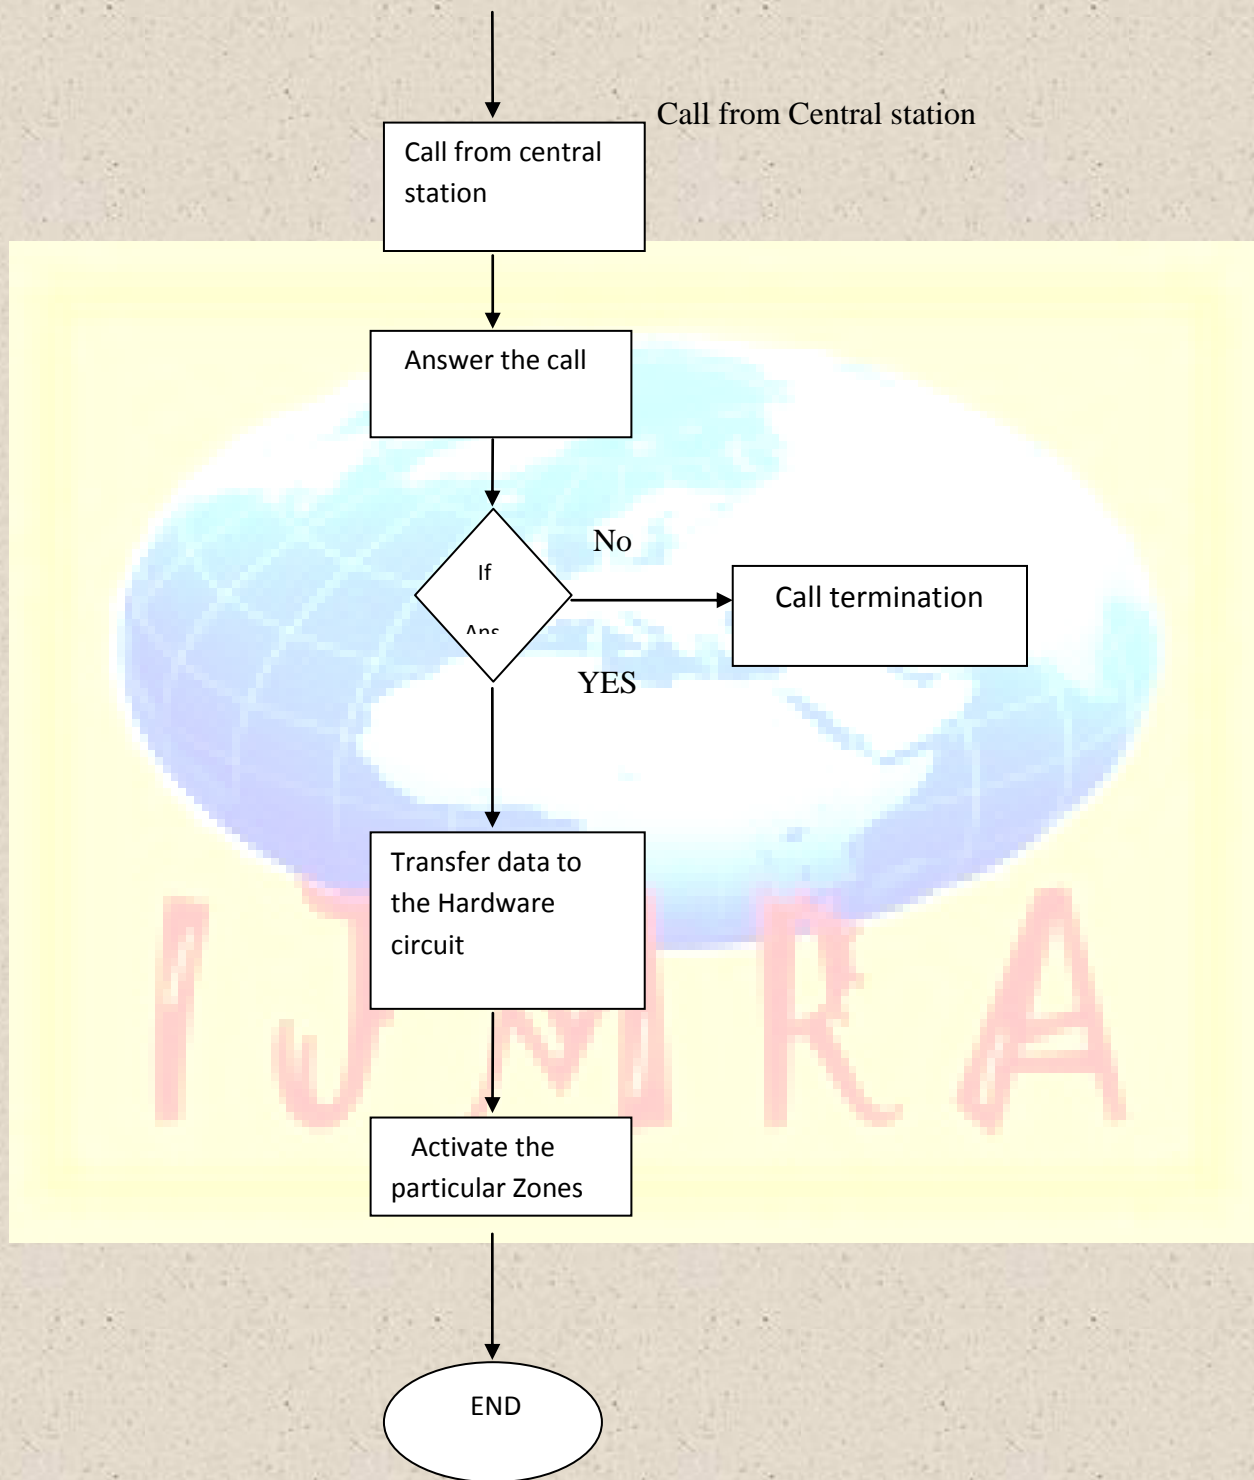 Call from Central station
Call from central
station
Answer the call
No
If
Ans
Call termination
YES
Transfer data to
the Hardware
circuit
IJMRA
Activate the
particular Zones
END